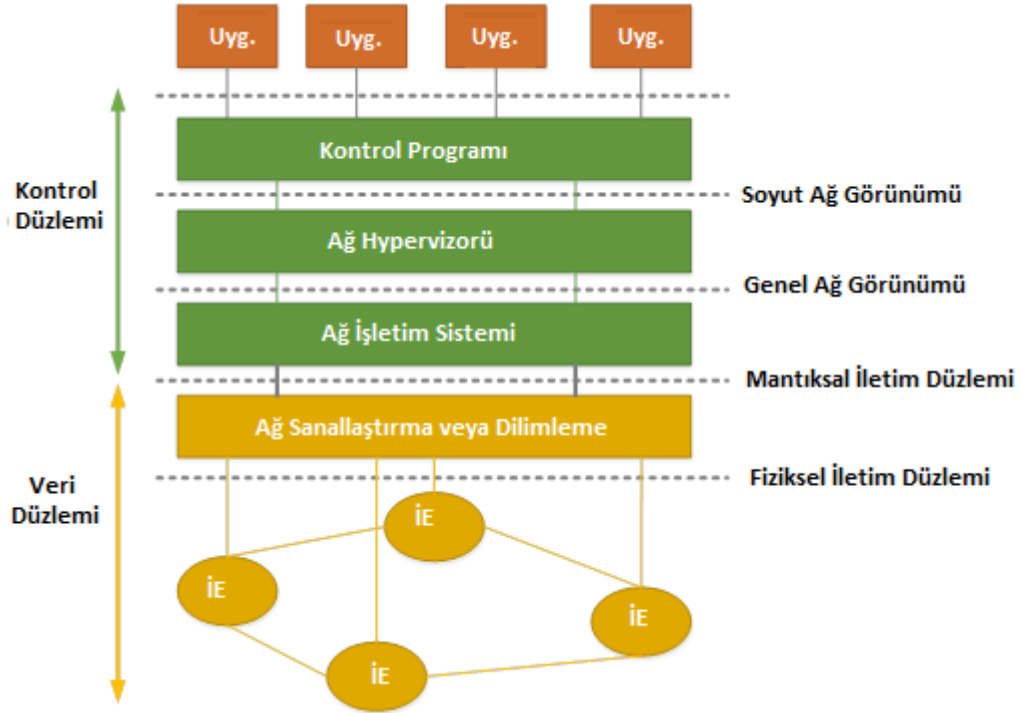 Uyg.
Uyg.
Uyg.
Uyg.
Kontrol Programı
Kontrol
Düzlemi
Soyut Ağ Görünümü
Ağ Hypervizorü
Genel Ağ Görünümü
Ağ İşletim Sistemi
Mantıksal İletim Düzlemi
Ağ Sanallaştırma veya Dilimleme
Fiziksel İletim Düzlemi
Veri
Düzlemi
İE
İE
İE
İE